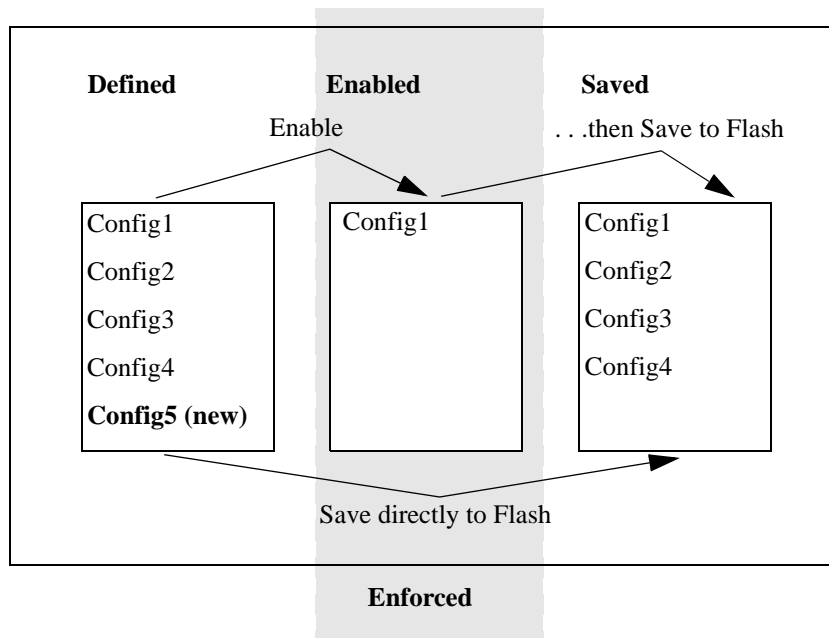 Defined
Enabled
Saved
Enable
. . .then Save to Flash
Config1
Config2
Config3
Config4
Config5 (new)
Config1
Config1
Config2
Config3
Config4
Save directly to Flash
Enforced